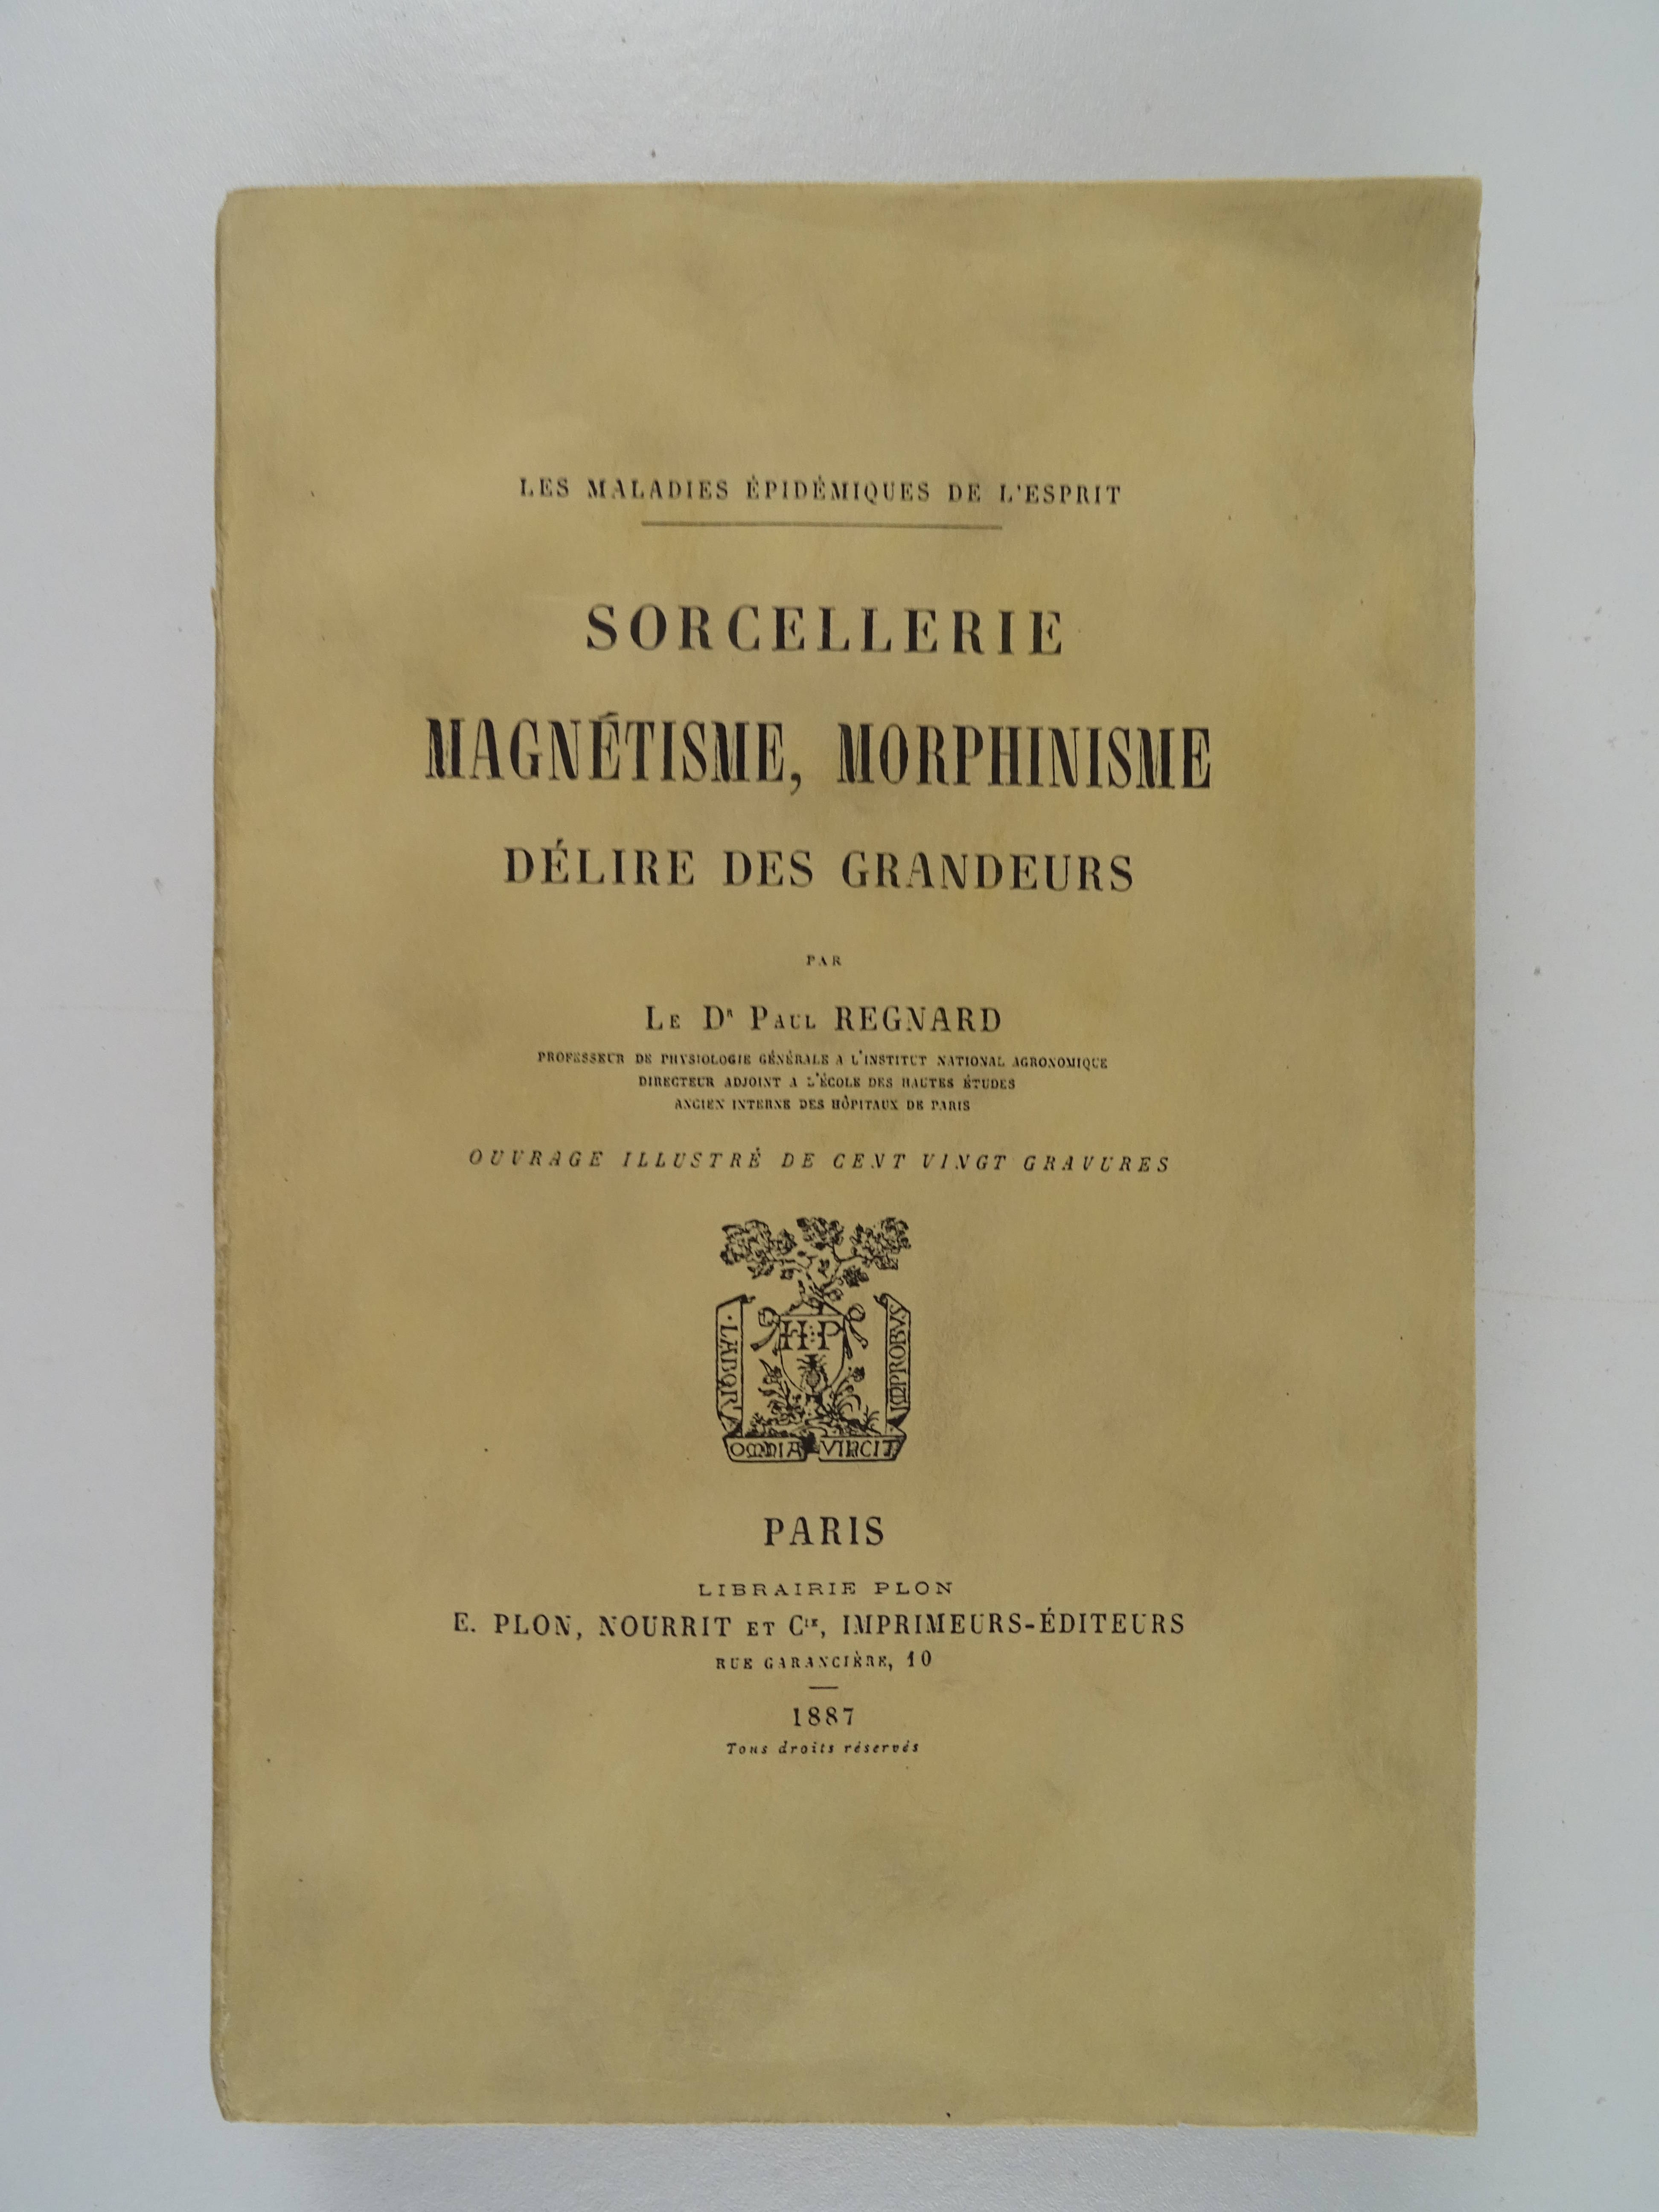 LES MALADIES ÉPIDÉMIQUES DE L'ESPRIT
SORCELLERIE
MAGNÉTISME, MORPHINISME
DÉLIRE DES GRANDEURS
PAR
LE DR PAUL REGNARD
PROFESSEUR DE PHYSIOLOGIE GÉNÉRALE A L'INSTITUT NATIONAL AGRONOMIQUE
DIRECTEUR ADJOINT A L'ÉCOLE DES HAUTES ÉTUDES
ANCIEN INTERNE DES HÔPITAUX DE PARIS
OUVRAGE ILLUSTRÉ DE CENT VINGT GRAVURES
H·P
LABOR
IMPROBVS
OMNIA VINCIT
PARIS
LIBRAIRIE PLON
E. PLON, NOURRIT ET CIE, IMPRIMEURS-ÉDITEURS
RUE GARANCIÈRE, 10
1887
Tous droits réservés